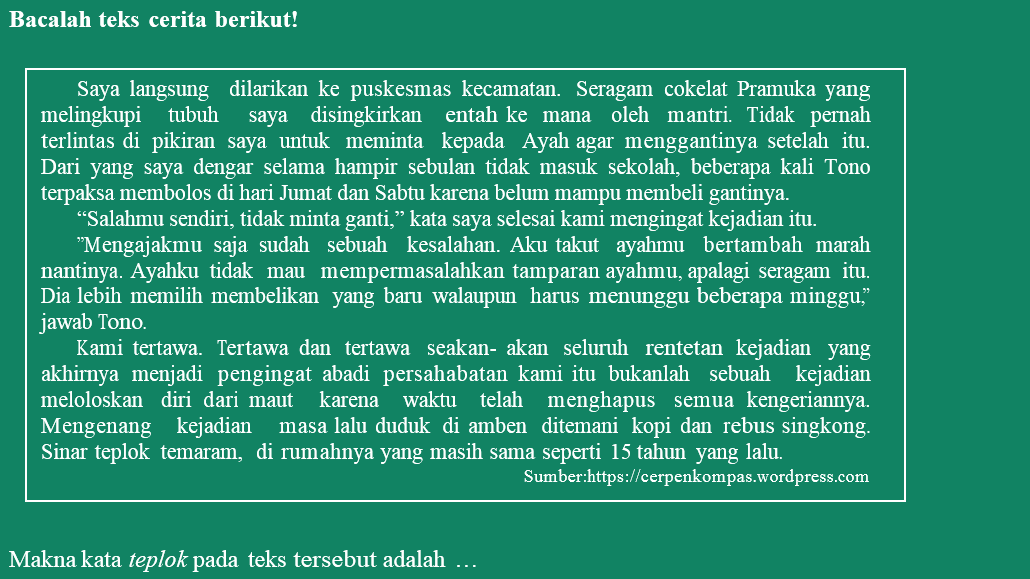 Bacalah teks cerita berikut!
Saya langsung dilarikan ke puskesmas kecamatan. Seragam cokelat Pramuka yang
melingkupi tubuh saya disingkirkan entah ke mana oleh mantri. Tidak pernah
terlintas di pikiran saya untuk meminta kepada Ayah agar menggantinya setelah itu.
Dari yang saya dengar selama hampir sebulan tidak masuk sekolah, beberapa kali Tono
terpaksa membolos di hari Jumat dan Sabtu karena belum mampu membeli gantinya.
“Salahmu sendiri, tidak minta ganti,” kata saya selesai kami mengingat kejadian itu.
”Mengajakmu saja sudah sebuah kesalahan. Aku takut ayahmu bertambah marah
nantinya. Ayahku tidak mau mempermasalahkan tamparan ayahmu, apalagi seragam itu.
Dia lebih memilih membelikan yang baru walaupun harus menunggu beberapa minggu,”
jawab Tono.
Kami tertawa. Tertawa dan tertawa seakan- akan seluruh rentetan kejadian yang
akhirnya menjadi pengingat abadi persahabatan kami itu bukanlah sebuah kejadian
meloloskan diri dari maut karena waktu telah menghapus semua kengeriannya.
Mengenang kejadian masa lalu duduk di amben ditemani kopi dan rebus singkong.
Sinar teplok temaram, di rumahnya yang masih sama seperti 15 tahun yang lalu.
Sumber:https://cerpenkompas.wordpress.com
Makna kata teplok pada teks tersebut adalah …